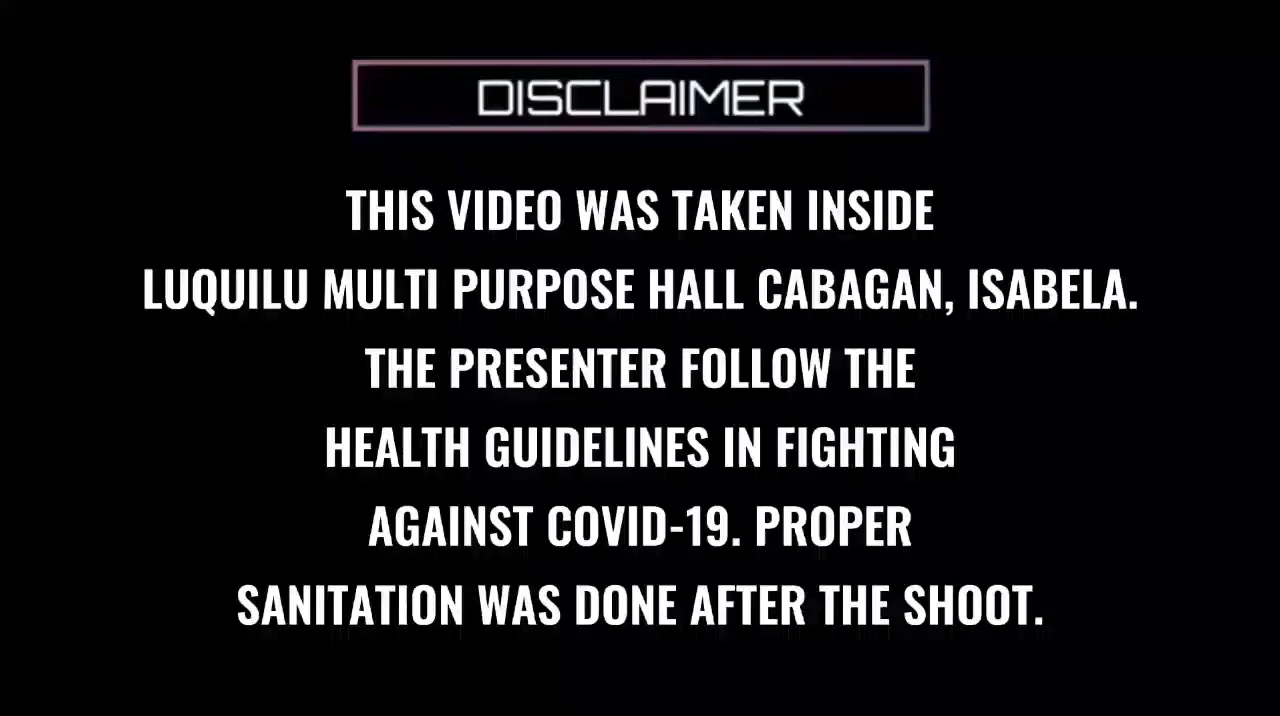 DISCLAIMER
THIS VIDEO WAS TAKEN INSIDE
LUQUILU MULTI PURPOSE HALL CABAGAN, ISABELA.
THE PRESENTER FOLLOW THE
HEALTH GUIDELINES IN FIGHTING
AGAINST COVID-19. PROPER
SANITATION WAS DONE AFTER THE SHOOT.